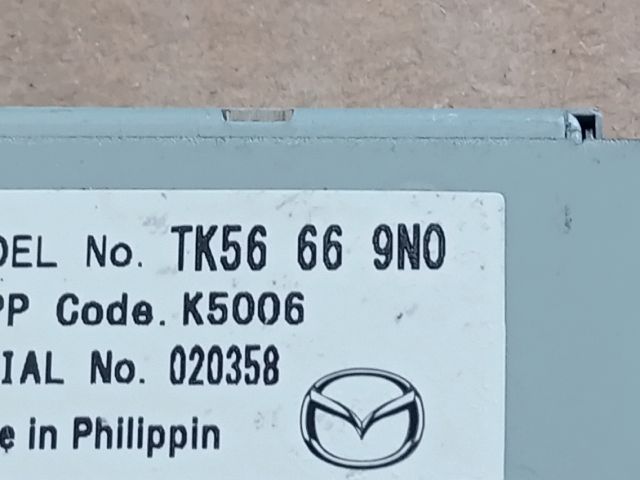 DEL No. TK56 66 9N0
PP Code. K5006
IAL No. 020358
e in Philippin